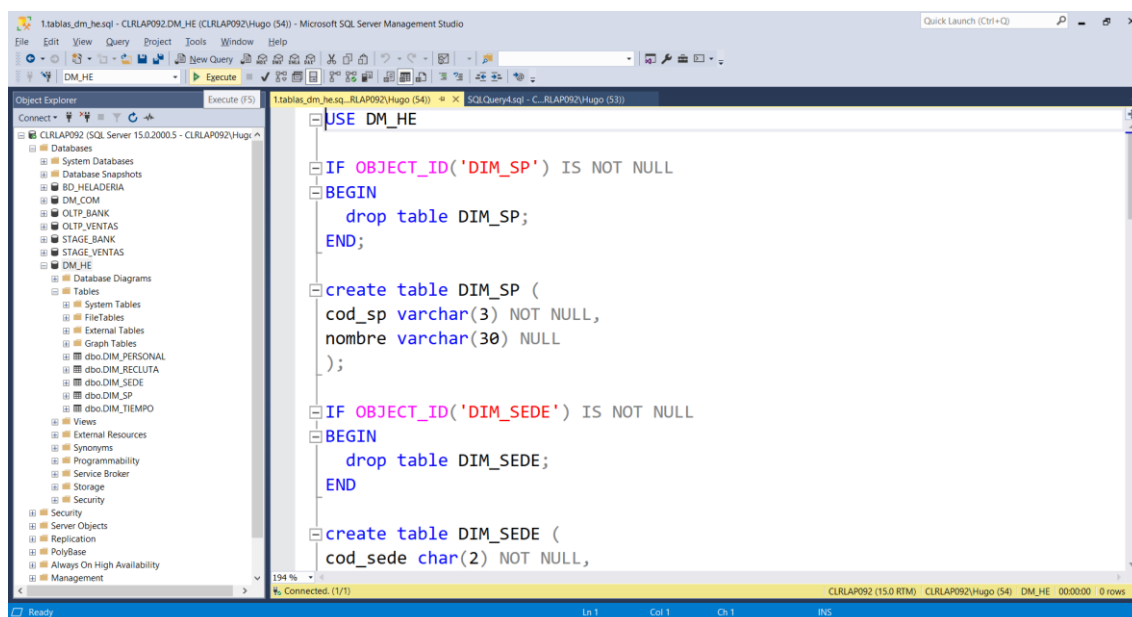 1.tablas_dm_he.sql - CLRLAP092.DM_HE (CLRLAP092\Hugo (54)) - Microsoft SQL Server Management Studio
Quick Launch (Ctrl+Q)
File Edit View Query Project Tools Window Help
New Query
DM_HE
Execute
Object Explorer
Execute (F5)
1.tablas_dm_he.sq...RLAP092\Hugo (54))
SQLQuery4.sql - C...RLAP092\Hugo (53))
Connect
CLRLAP092 (SQL Server 15.0.2000.5 - CLRLAP092\Hugo
Databases
System Databases
Database Snapshots
BD_HELADERIA
DM_COM
OLTP_BANK
OLTP_VENTAS
STAGE_BANK
STAGE_VENTAS
DM_HE
Database Diagrams
Tables
System Tables
FileTables
External Tables
Graph Tables
dbo.DIM_PERSONAL
dbo.DIM_RECLUTA
dbo.DIM_SEDE
dbo.DIM_SP
dbo.DIM_TIEMPO
Views
External Resources
Synonyms
Programmability
Service Broker
Storage
Security
Security
Server Objects
Replication
PolyBase
Always On High Availability
Management
USE DM_HE
IF OBJECT_ID('DIM_SP') IS NOT NULL
BEGIN
drop table DIM_SP;
END;
create table DIM_SP (
cod_sp varchar(3) NOT NULL,
nombre varchar(30) NULL
);
IF OBJECT_ID('DIM_SEDE') IS NOT NULL
BEGIN
drop table DIM_SEDE;
END
create table DIM_SEDE (
cod_sede char(2) NOT NULL,
194 %
Connected. (1/1)
CLRLAP092 (15.0 RTM) CLRLAP092\Hugo (54) DM_HE 00:00:00 0 rows
Ready
Ln 1 Col 1 Ch 1 INS